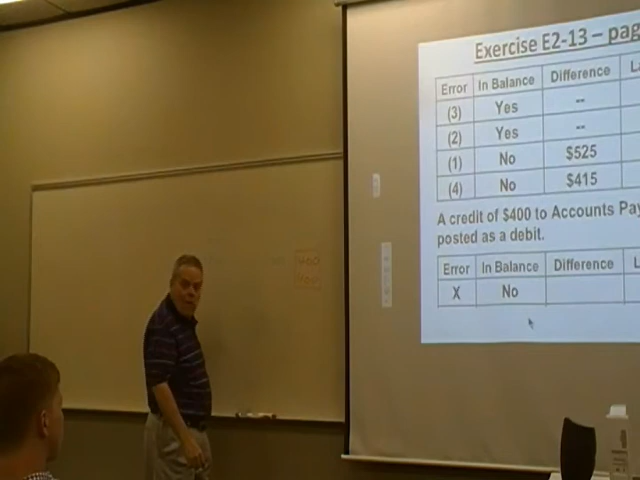 Exercise E2-13 – pag
Error In Balance Difference L
(3) Yes --
(2) Yes --
(1) No $525
(4) No $415
A credit of $400 to Accounts Pay
posted as a debit.
Error In Balance Difference L
X No
400